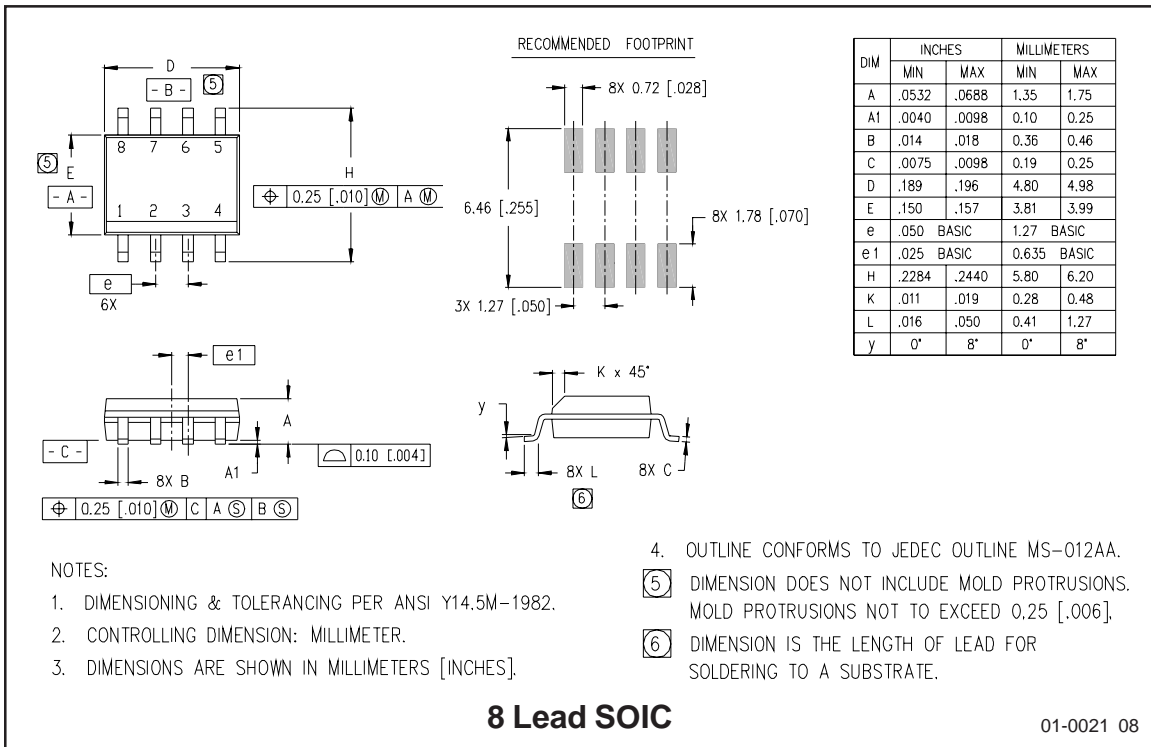 RECOMMENDED FOOTPRINT
D
- B - 5
8 7 6 5
5 E
- A -
1 2 3 4
H
⌖ 0.25 [.010] Ⓜ A Ⓜ
e
6X
8X 0.72 [.028]
6.46 [.255]
8X 1.78 [.070]
3X 1.27 [.050]
DIM INCHES MILLIMETERS
MIN MAX MIN MAX
A .0532 .0688 1.35 1.75
A1 .0040 .0098 0.10 0.25
B .014 .018 0.36 0.46
C .0075 .0098 0.19 0.25
D .189 .196 4.80 4.98
E .150 .157 3.81 3.99
e .050 BASIC 1.27 BASIC
e1 .025 BASIC 0.635 BASIC
H .2284 .2440 5.80 6.20
K .011 .019 0.28 0.48
L .016 .050 0.41 1.27
y 0° 8° 0° 8°
e1
A
- C -
8X B
A1
⌓ 0.10 [.004]
⌖ 0.25 [.010] Ⓜ C A Ⓢ B Ⓢ
K x 45°
y
8X L
6
8X C
NOTES:
1. DIMENSIONING & TOLERANCING PER ANSI Y14.5M-1982.
2. CONTROLLING DIMENSION: MILLIMETER.
3. DIMENSIONS ARE SHOWN IN MILLIMETERS [INCHES].
4. OUTLINE CONFORMS TO JEDEC OUTLINE MS-012AA.
5 DIMENSION DOES NOT INCLUDE MOLD PROTRUSIONS.
MOLD PROTRUSIONS NOT TO EXCEED 0.25 [.006].
6 DIMENSION IS THE LENGTH OF LEAD FOR
SOLDERING TO A SUBSTRATE.
8 Lead SOIC
01-0021 08